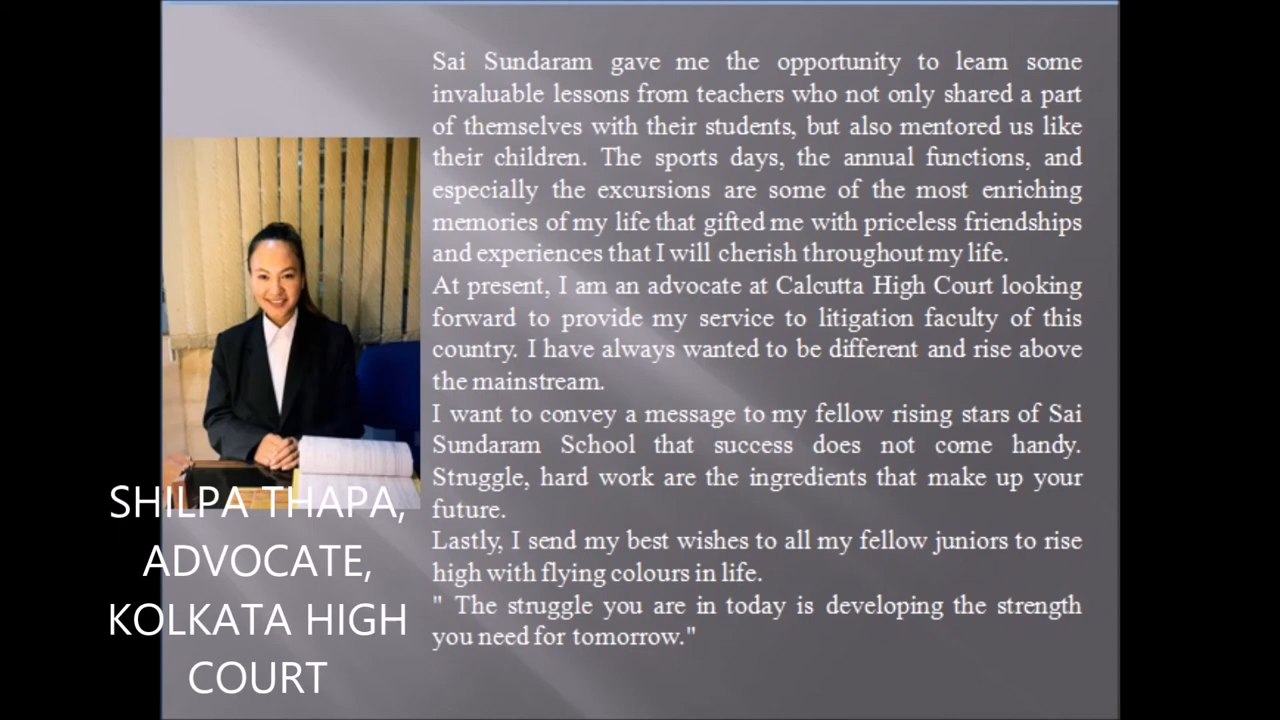 Sai Sundaram gave me the opportunity to learn some
invaluable lessons from teachers who not only shared a part
of themselves with their students, but also mentored us like
their children. The sports days, the annual functions, and
especially the excursions are some of the most enriching
memories of my life that gifted me with priceless friendships
and experiences that I will cherish throughout my life.
At present, I am an advocate at Calcutta High Court looking
forward to provide my service to litigation faculty of this
country. I have always wanted to be different and rise above
the mainstream.
I want to convey a message to my fellow rising stars of Sai
Sundaram School that success does not come handy.
Struggle, hard work are the ingredients that make up your
future.
Lastly, I send my best wishes to all my fellow juniors to rise
high with flying colours in life.
" The struggle you are in today is developing the strength
you need for tomorrow."
SHILPA THAPA,
ADVOCATE,
KOLKATA HIGH
COURT